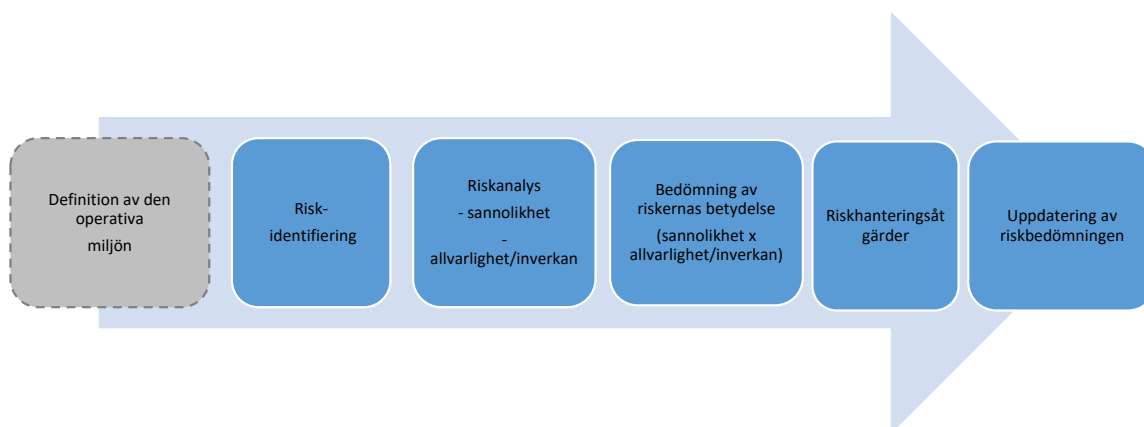 Definition av den
operativa
miljön
Risk-
identifiering
Riskanalys
- sannolikhet
-
allvarlighet/inverkan
Bedömning av
riskernas betydelse
(sannolikhet x
allvarlighet/inverkan)
Riskhanteringsåt
gärder
Uppdatering av
riskbedömningen